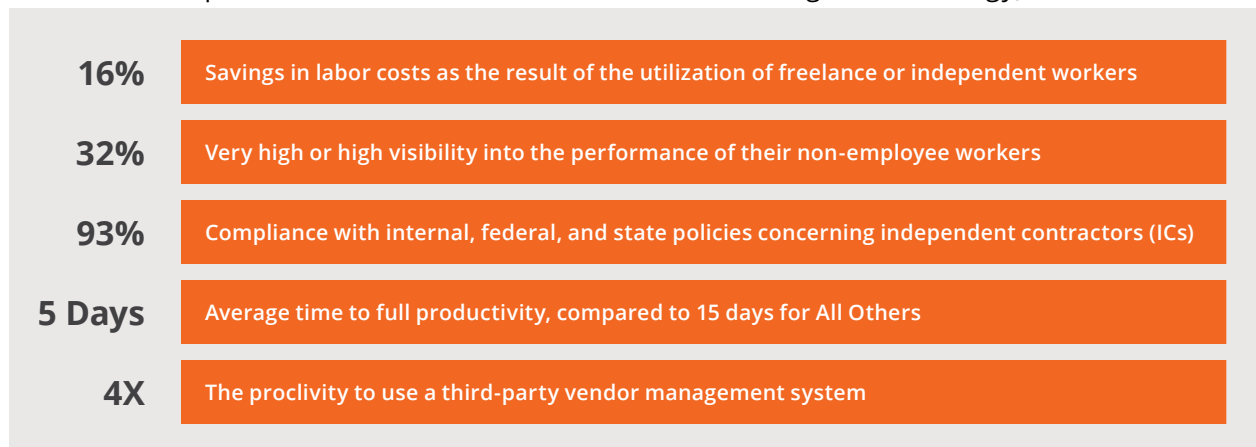 16% Savings in labor costs as the result of the utilization of freelance or independent workers
32% Very high or high visibility into the performance of their non-employee workers
93% Compliance with internal, federal, and state policies concerning independent contractors (ICs)
5 Days Average time to full productivity, compared to 15 days for All Others
4X The proclivity to use a third-party vendor management system